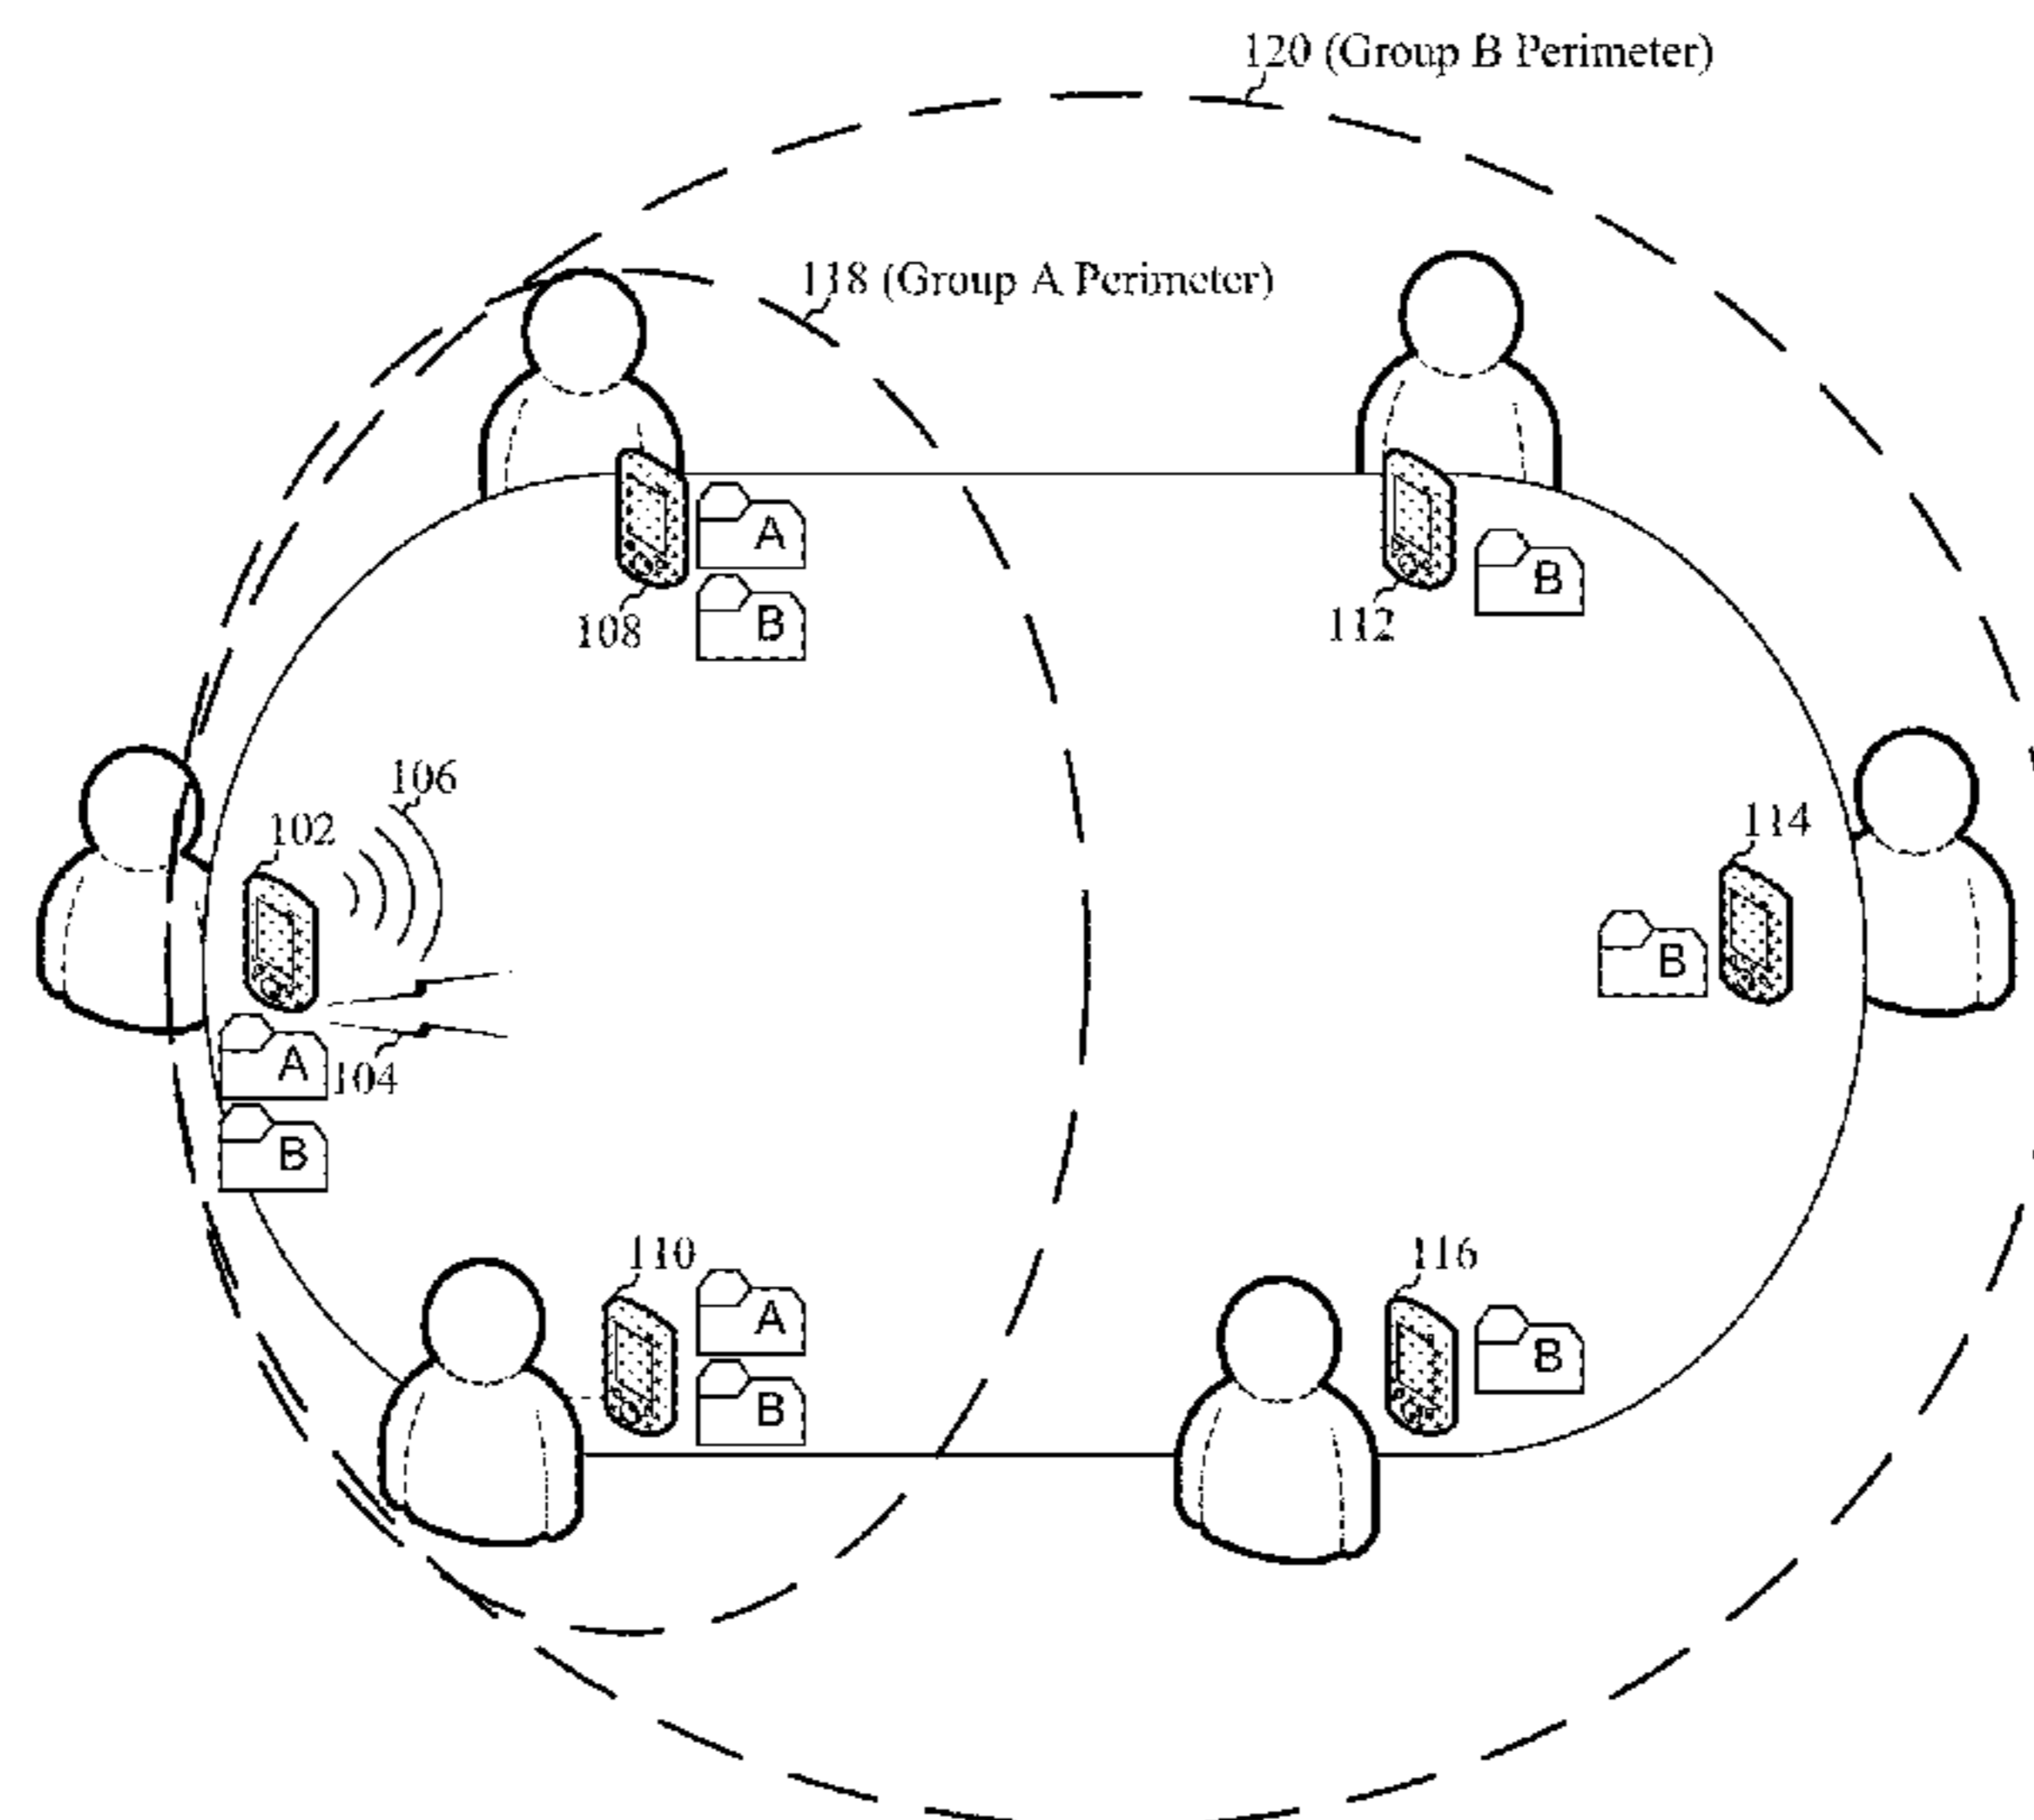 120 (Group B Perimeter)
118 (Group A Perimeter)
A
B
108
B
112
106
102
114
B
A
104
B
110
A
B
116
B